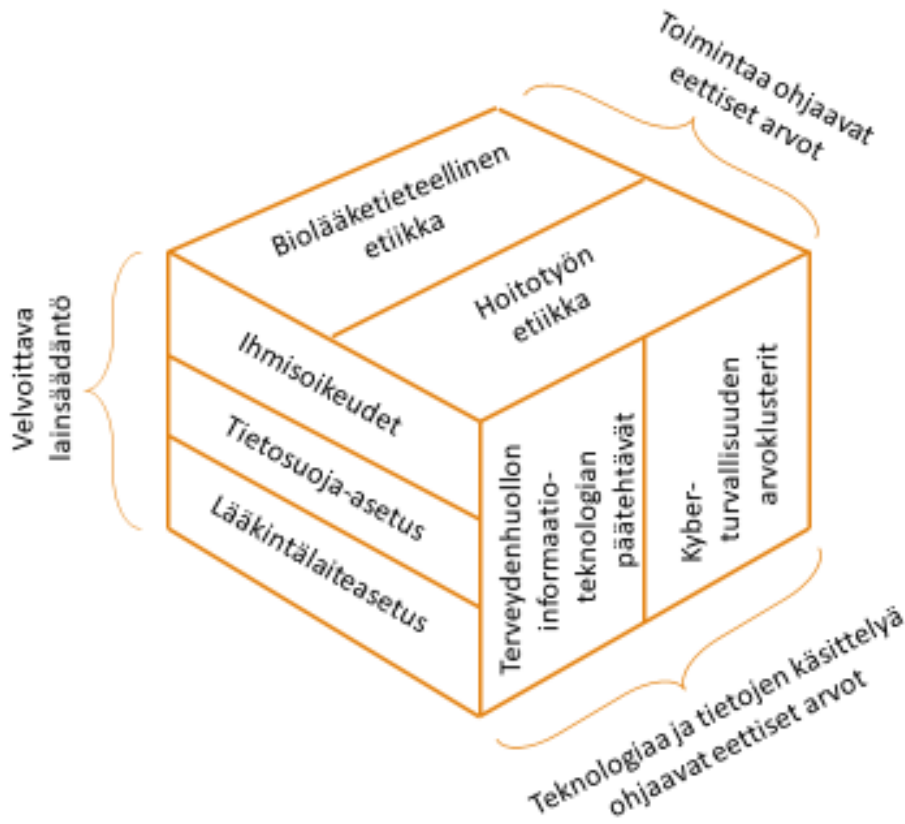 Toimintaa ohjaavat
eettiset arvot
Biolääketieteellinen
etiikka
Hoitotyön
etiikka
Velvoittava
lainsäädäntö
Ihmisoikeudet
Tietosuoja-asetus
Lääkintälaiteasetus
Terveydenhuollon
informaatio-
teknologian
päätehtävät
Kyber-
turvallisuuden
arvoklusterit
Teknologiaa ja tietojen käsittelyä
ohjaavat eettiset arvot